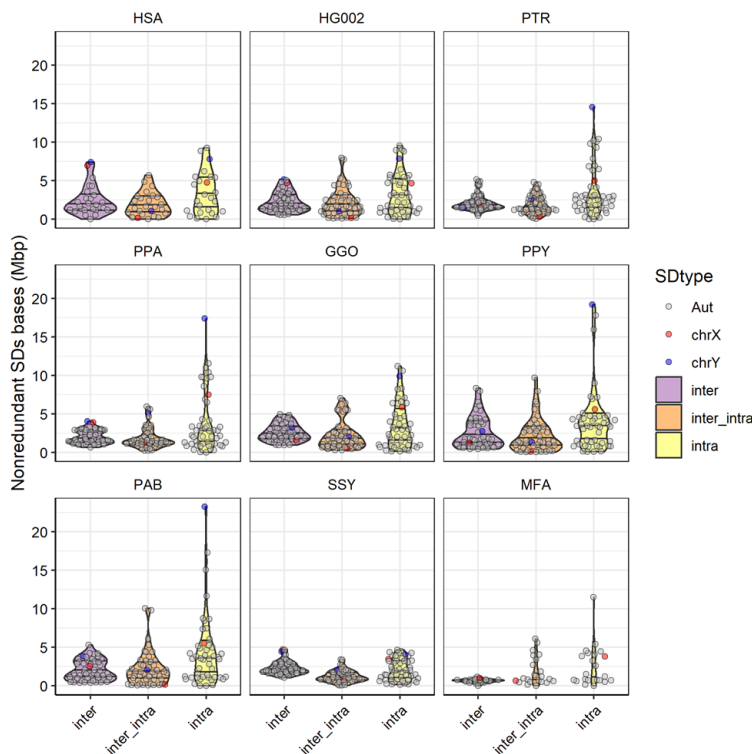 HSA HG002 PTR
20
15
10
5
0
PPA GGO PPY
Nonredundant SDs bases (Mbp)
20
15
10
5
0
PAB SSY MFA
20
15
10
5
0
inter inter_intra intra inter inter_intra intra inter inter_intra intra
SDtype
Aut
chrX
chrY
inter
inter_intra
intra